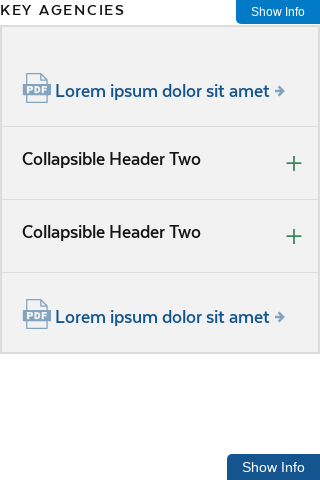 KEY AGENCIES
Show Info
PDF Lorem ipsum dolor sit amet
Collapsible Header Two
Collapsible Header Two
PDF Lorem ipsum dolor sit amet
Show Info